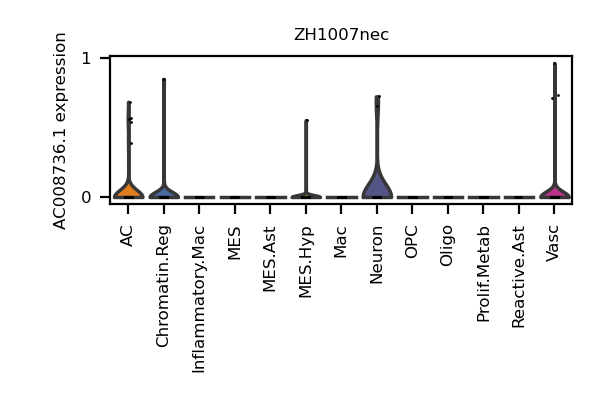 ZH1007nec
AC008736.1 expression
1
0
AC
Chromatin.Reg
Inflammatory.Mac
MES
MES.Ast
MES.Hyp
Mac
Neuron
OPC
Oligo
Prolif.Metab
Reactive.Ast
Vasc